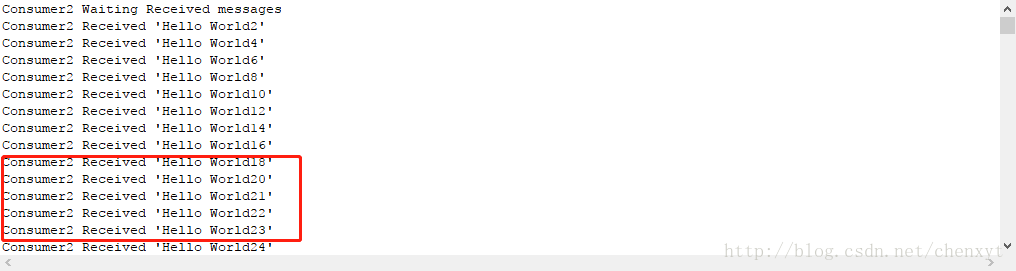 Consumer2 Waiting Received messages
Consumer2 Received 'Hello World2'
Consumer2 Received 'Hello World4'
Consumer2 Received 'Hello World6'
Consumer2 Received 'Hello World8'
Consumer2 Received 'Hello World10'
Consumer2 Received 'Hello World12'
Consumer2 Received 'Hello World14'
Consumer2 Received 'Hello World16'
Consumer2 Received 'Hello World18'
Consumer2 Received 'Hello World20'
Consumer2 Received 'Hello World21'
Consumer2 Received 'Hello World22'
Consumer2 Received 'Hello World23'
Consumer2 Received 'Hello World24'
http://blog.csdn.net/chenxyt